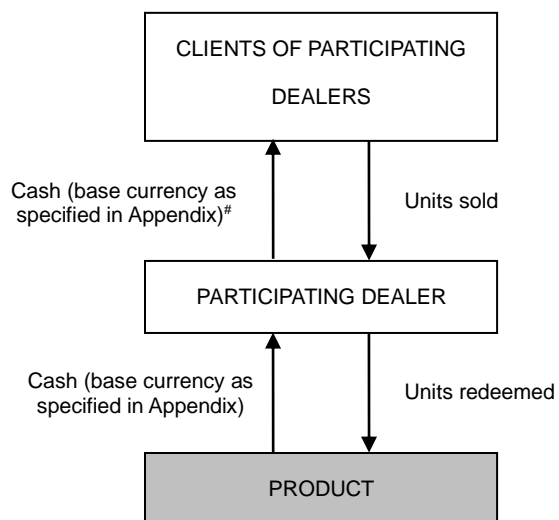 CLIENTS OF PARTICIPATING
DEALERS
Cash (base currency as
specified in Appendix)#
Units sold
PARTICIPATING DEALER
Cash (base currency as
specified in Appendix)
Units redeemed
PRODUCT